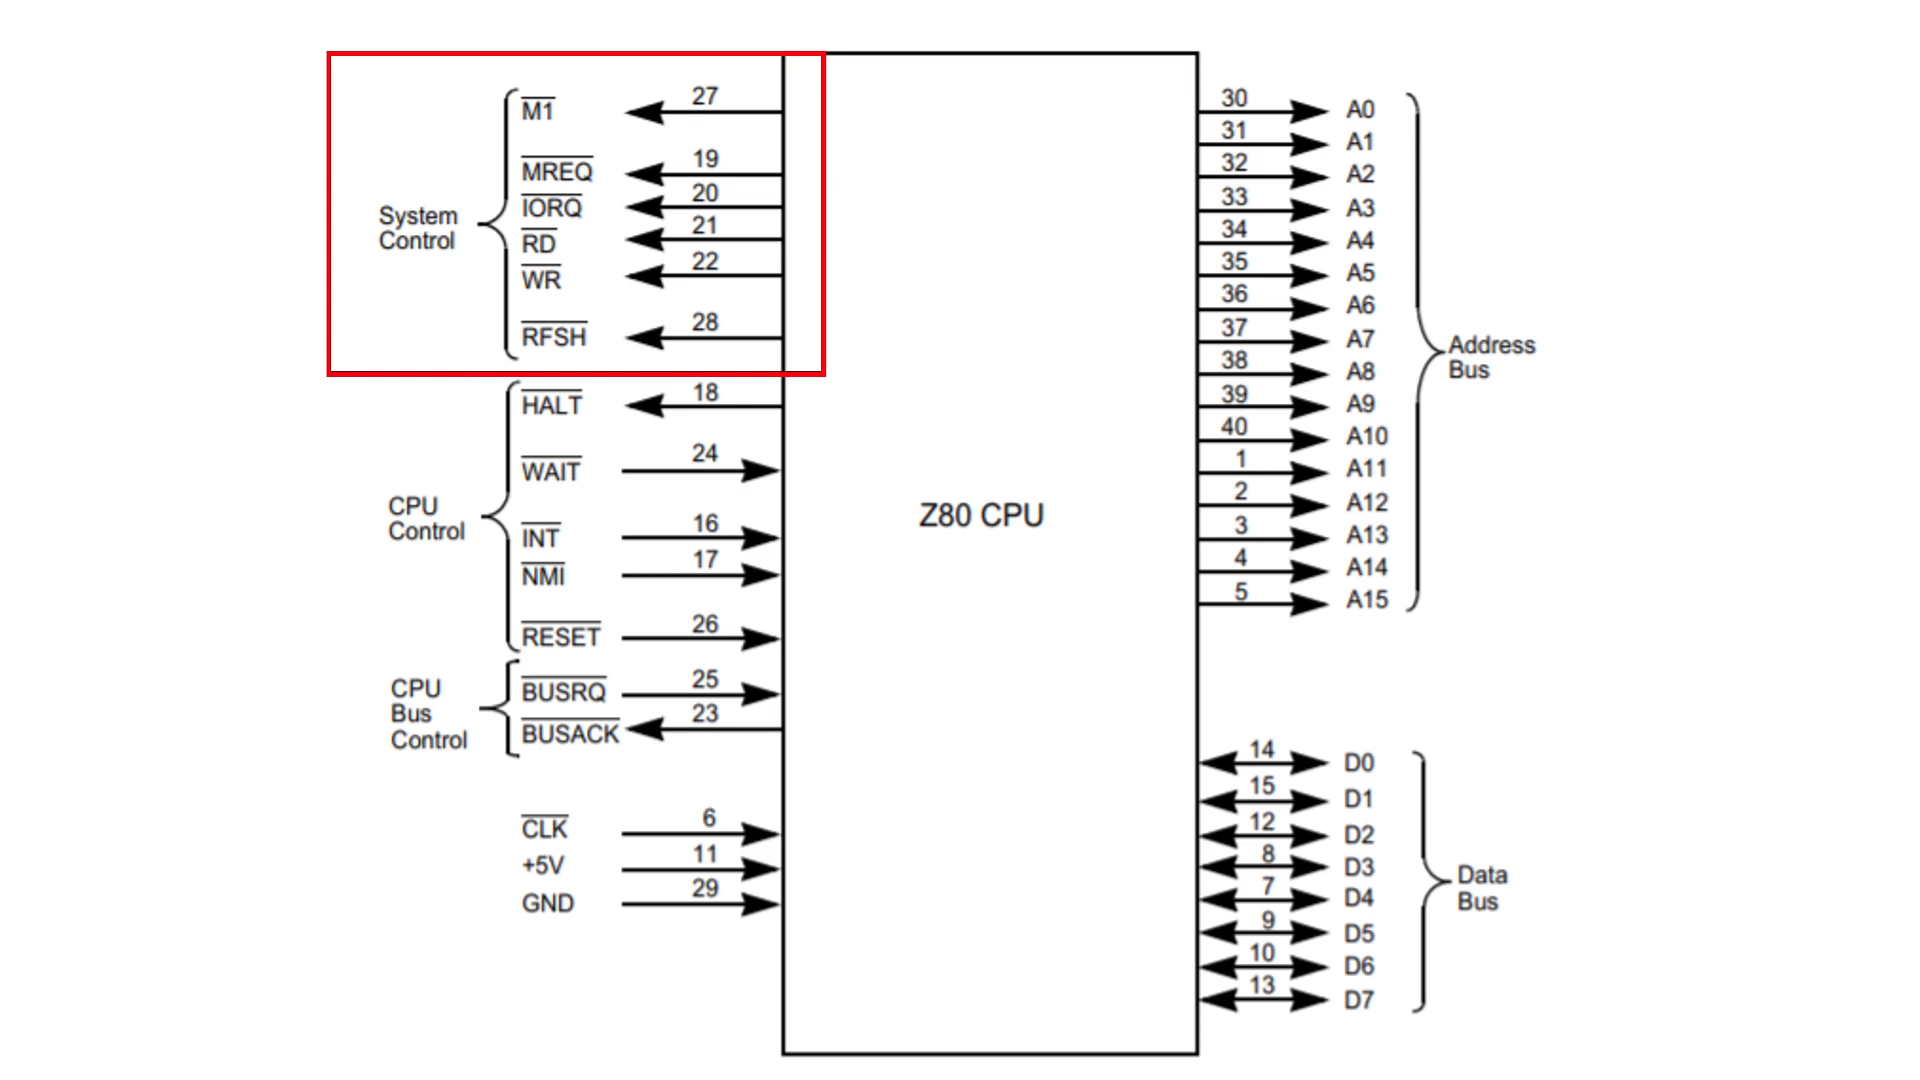 M1 27
MREQ 19
IORQ 20
RD 21
WR 22
RFSH 28
System
Control
HALT 18
WAIT 24
INT 16
NMI 17
RESET 26
CPU
Control
BUSRQ 25
BUSACK 23
CPU
Bus
Control
CLK 6
+5V 11
GND 29
Z80 CPU
30 A0
31 A1
32 A2
33 A3
34 A4
35 A5
36 A6
37 A7
38 A8
39 A9
40 A10
1 A11
2 A12
3 A13
4 A14
5 A15
Address
Bus
14 D0
15 D1
12 D2
8 D3
7 D4
9 D5
10 D6
13 D7
Data
Bus